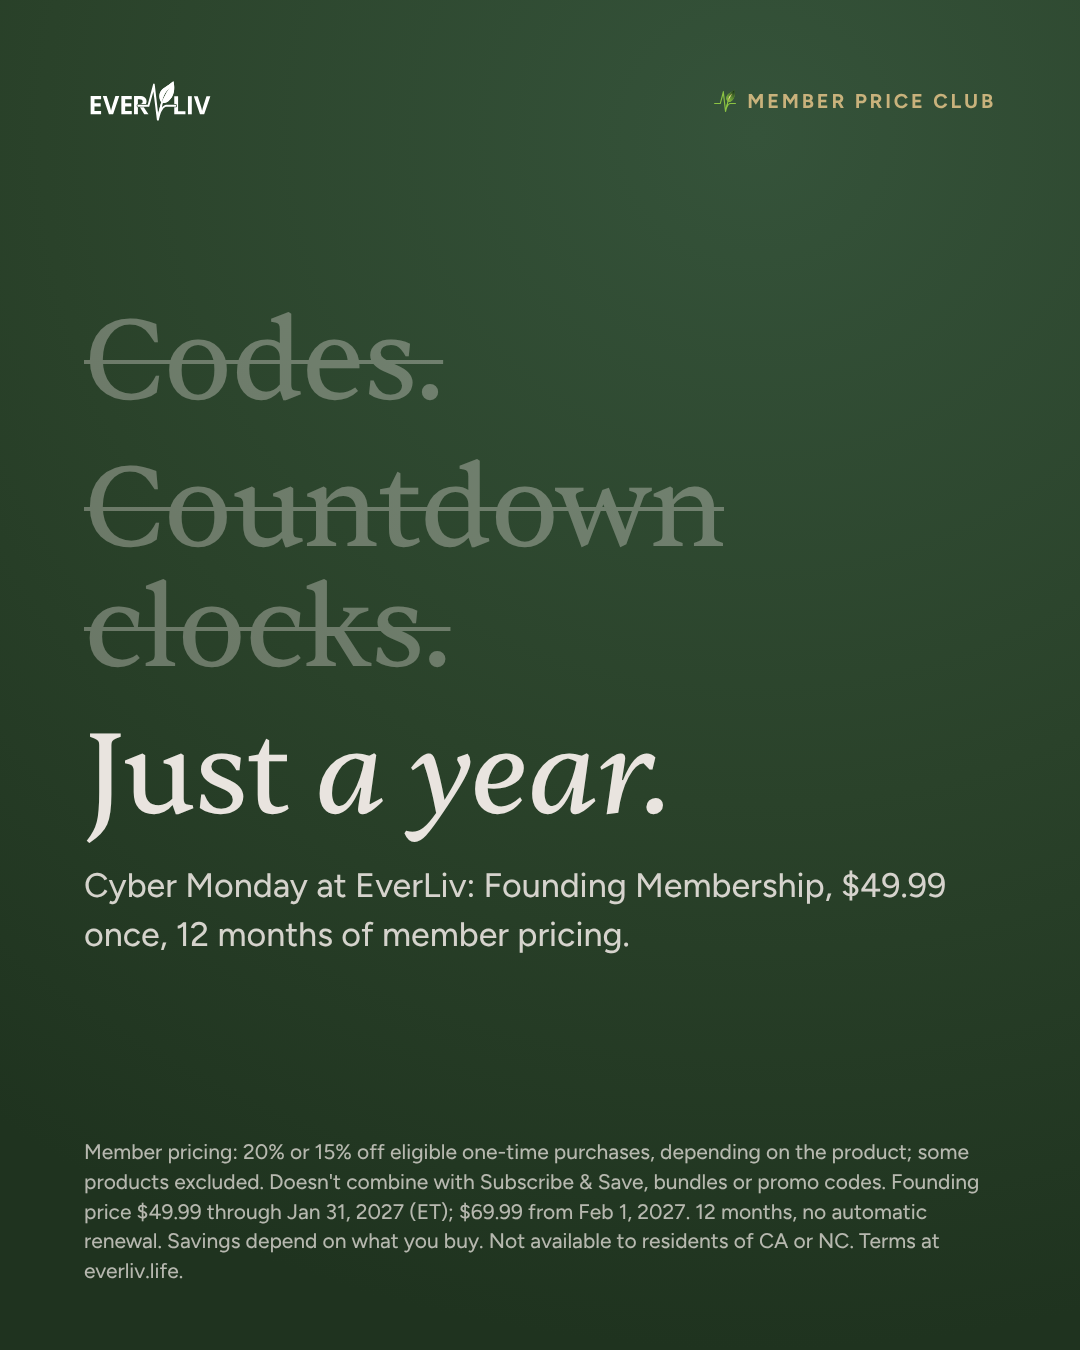 EVERLIV
MEMBER PRICE CLUB
Codes.
Countdown
clocks.
Just a year.
Cyber Monday at EverLiv: Founding Membership, $49.99
once, 12 months of member pricing.
Member pricing: 20% or 15% off eligible one-time purchases, depending on the product; some
products excluded. Doesn't combine with Subscribe & Save, bundles or promo codes. Founding
price $49.99 through Jan 31, 2027 (ET); $69.99 from Feb 1, 2027. 12 months, no automatic
renewal. Savings depend on what you buy. Not available to residents of CA or NC. Terms at
everliv.life.